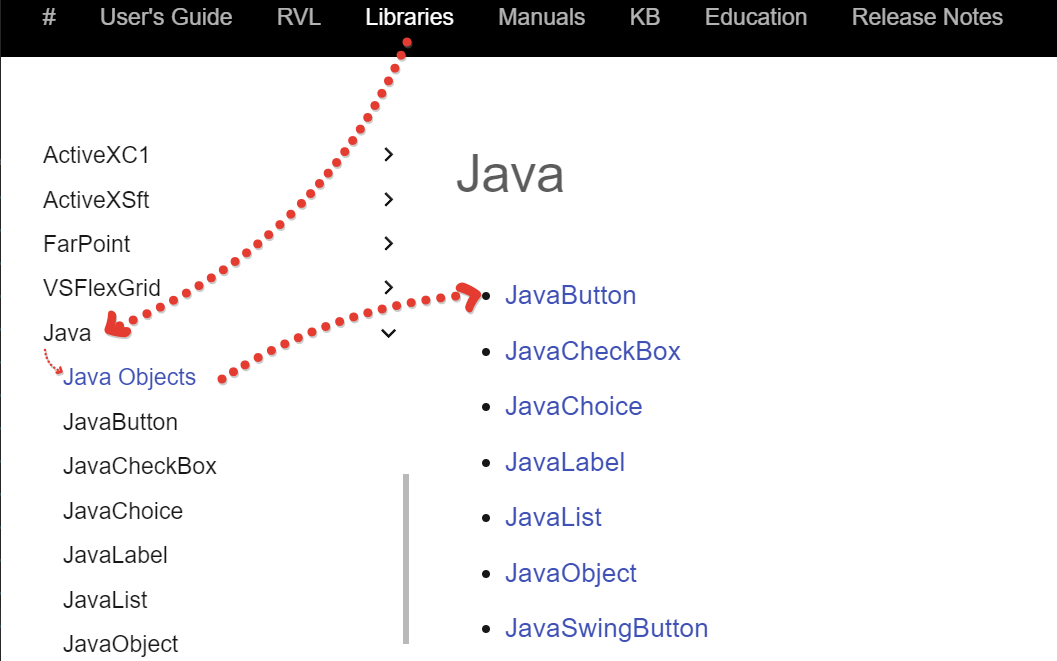 # User's Guide RVL Libraries Manuals KB Education Release Notes
ActiveXC1
ActiveXSft
FarPoint
VSFlexGrid
Java
Java Objects
JavaButton
JavaCheckBox
JavaChoice
JavaLabel
JavaList
JavaObject
Java
JavaButton
JavaCheckBox
JavaChoice
JavaLabel
JavaList
JavaObject
JavaSwingButton